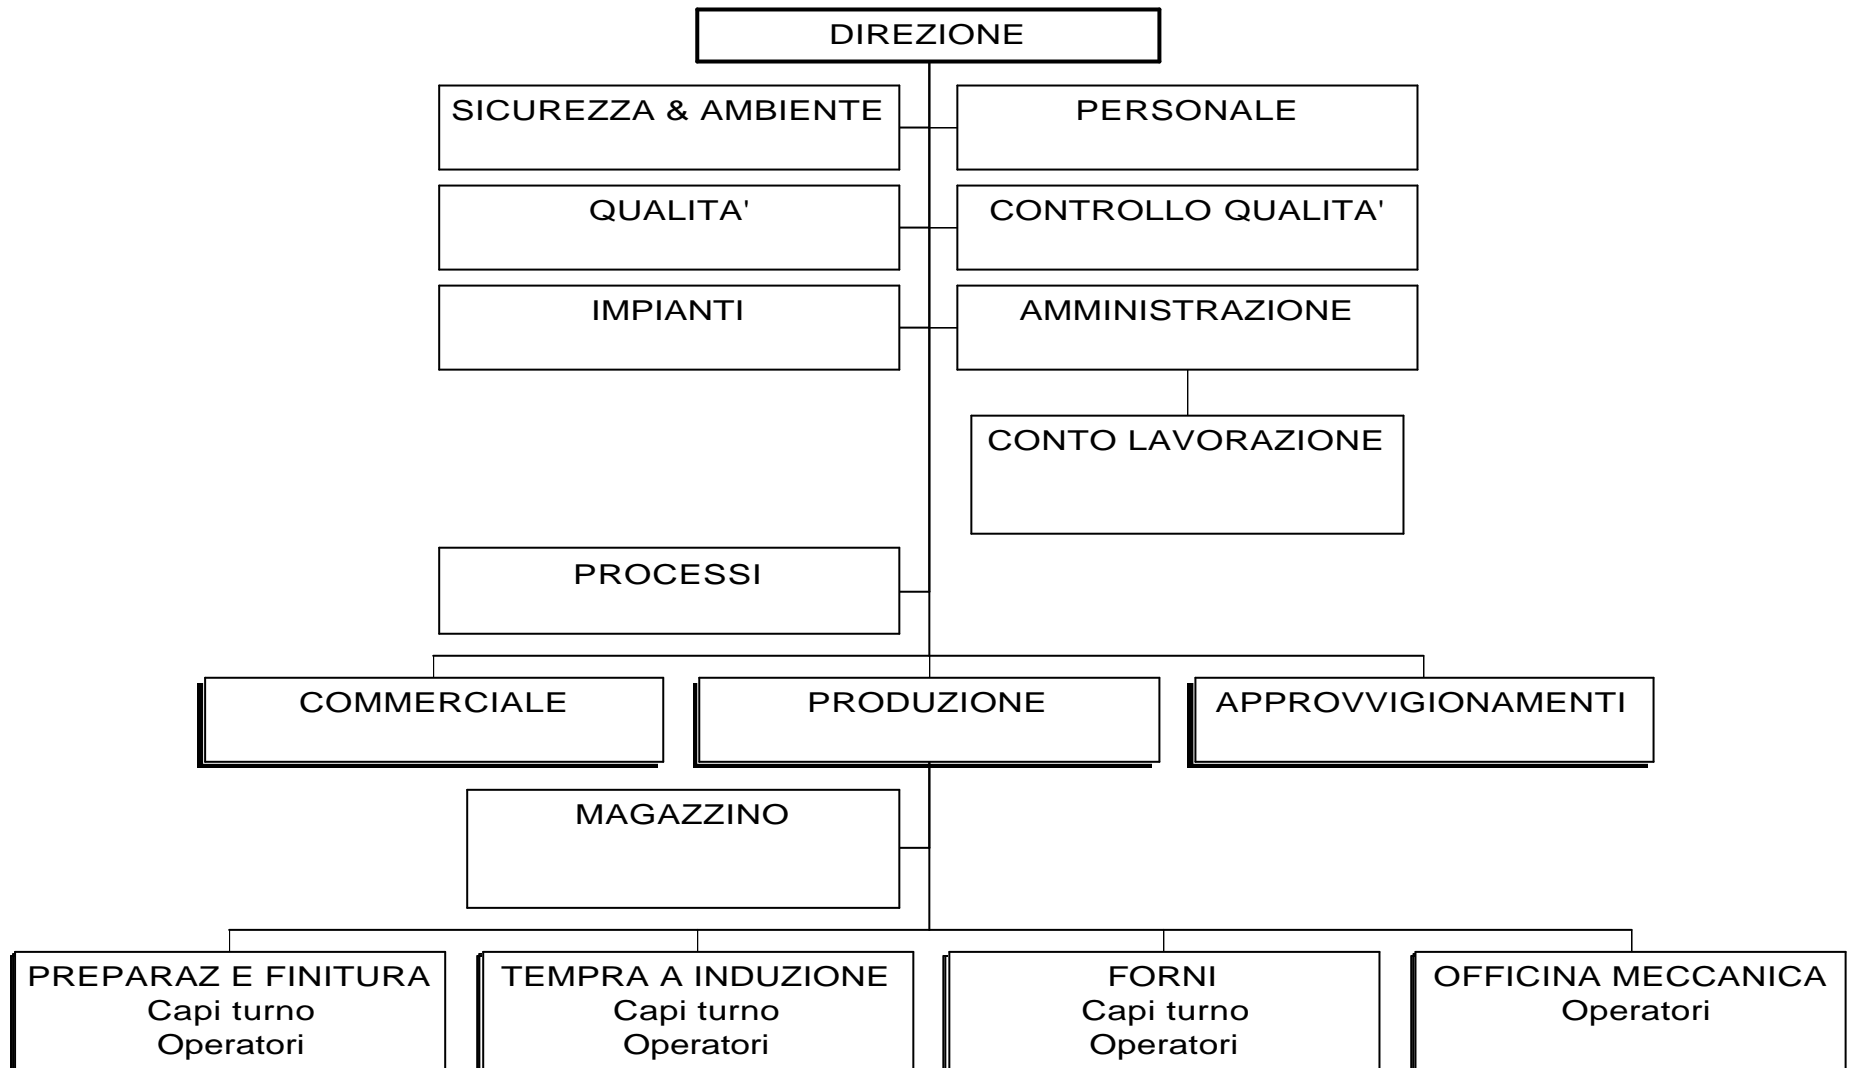 DIREZIONE
SICUREZZA & AMBIENTE
PERSONALE
QUALITA'
CONTROLLO QUALITA'
IMPIANTI
AMMINISTRAZIONE
CONTO LAVORAZIONE
PROCESSI
COMMERCIALE
PRODUZIONE
APPROVVIGIONAMENTI
MAGAZZINO
PREPARAZ E FINITURA
Capi turno
Operatori
TEMPRA A INDUZIONE
Capi turno
Operatori
FORNI
Capi turno
Operatori
OFFICINA MECCANICA
Operatori